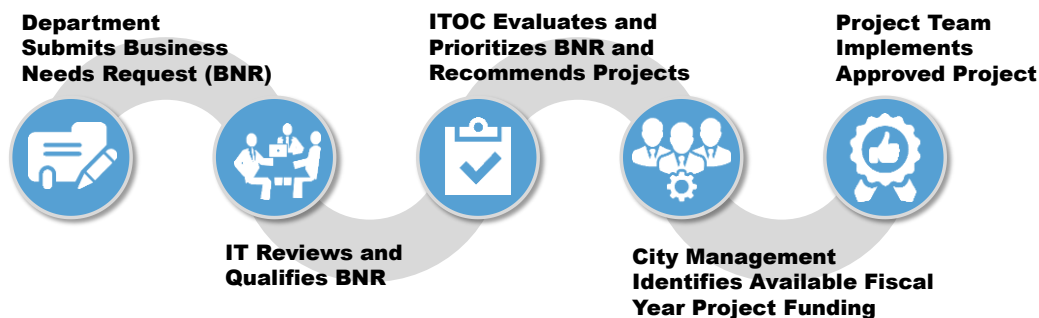 Department
Submits Business
Needs Request (BNR)
IT Reviews and
Qualifies BNR
ITOC Evaluates and
Prioritizes BNR and
Recommends Projects
City Management
Identifies Available Fiscal
Year Project Funding
Project Team
Implements
Approved Project